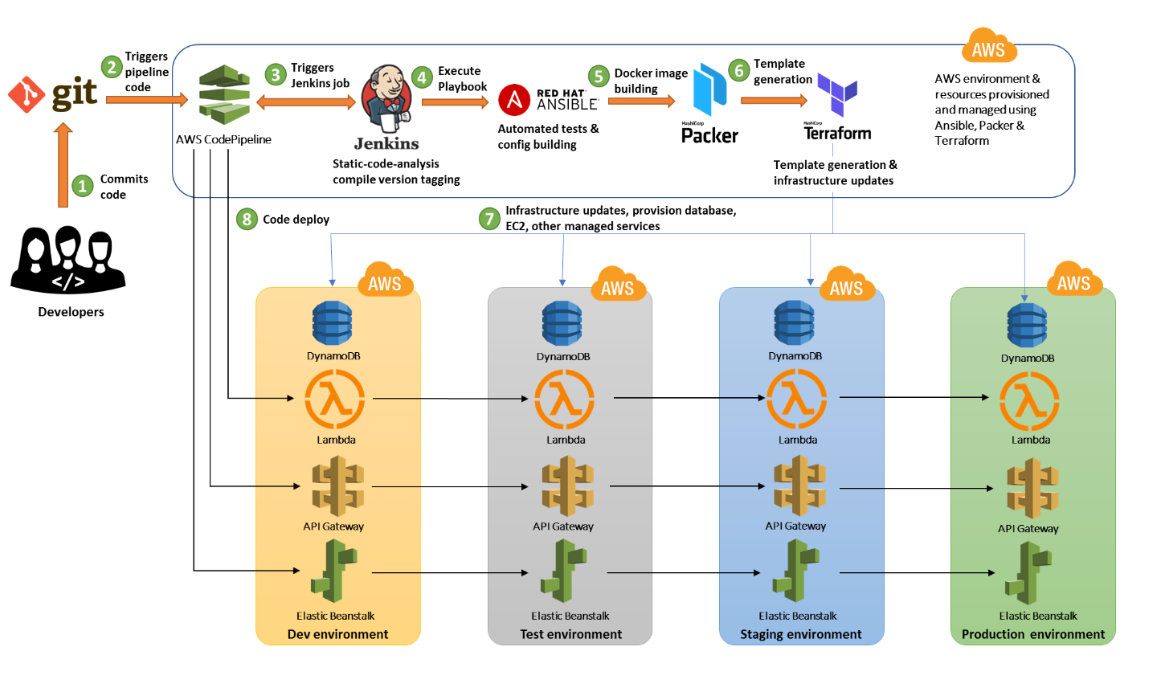 AWS
2
Triggers
pipeline
code
3
Triggers
Jenkins job
4
Execute
Playbook
5
Docker image
building
6
Template
generation
AWS environment &
resources provisioned
and managed using
Ansible, Packer &
Terraform
git
AWS CodePipeline
Jenkins
Static-code-analysis
compile version tagging
A
RED HAT
ANSIBLE
Automated tests &
config building
HashiCorp
Packer
HashiCorp
Terraform
Template generation &
infrastructure updates
1
Commits
code
</>
Developers
8
Code deploy
7
Infrastructure updates, provision database,
EC2, other managed services
AWS
AWS
AWS
AWS
DynamoDB
DynamoDB
DynamoDB
DynamoDB
λ
λ
λ
λ
Lambda
Lambda
Lambda
Lambda
API Gateway
API Gateway
API Gateway
API Gateway
Elastic Beanstalk
Elastic Beanstalk
Elastic Beanstalk
Elastic Beanstalk
Dev environment
Test environment
Staging environment
Production environment